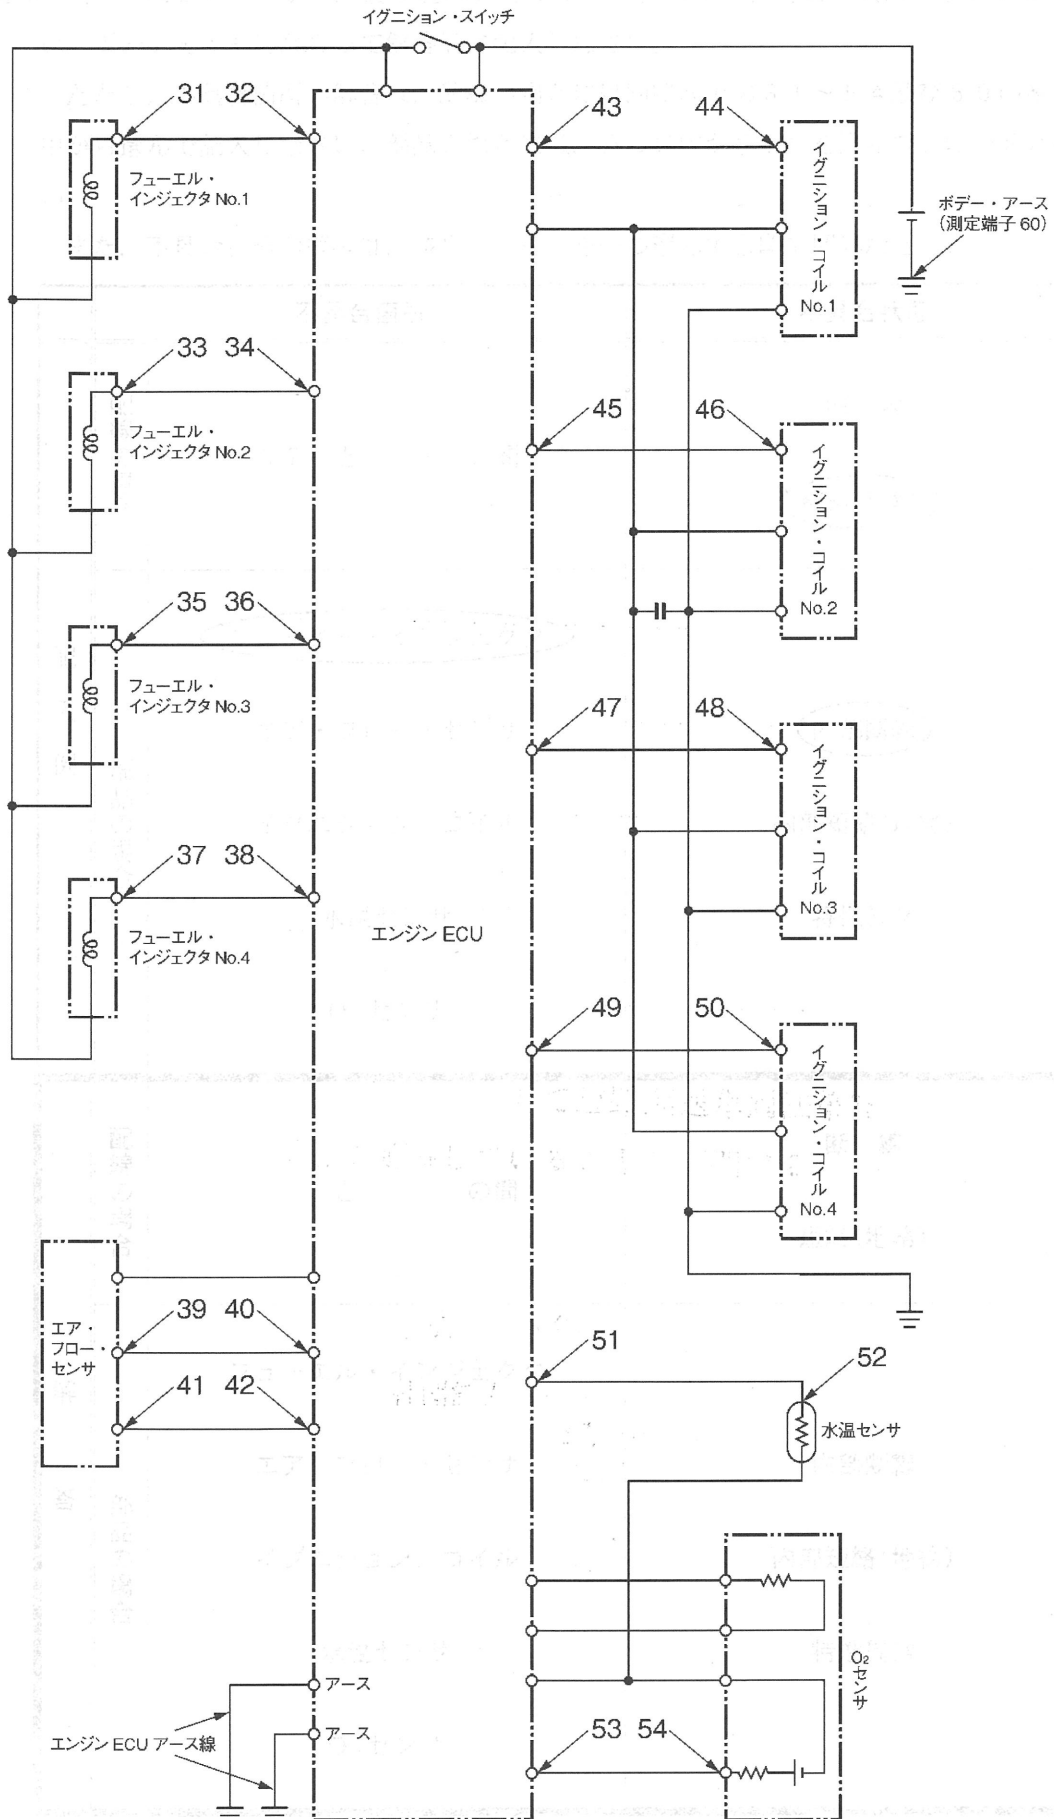 イグニション・スイッチ
31 32
フューエル・
インジェクタ No.1
33 34
フューエル・
インジェクタ No.2
35 36
フューエル・
インジェクタ No.3
37 38
フューエル・
インジェクタ No.4
エンジン ECU
43 44
イグニション・コイル
No.1
ボデー・アース
（測定端子 60）
45 46
イグニション・コイル
No.2
47 48
イグニション・コイル
No.3
49 50
イグニション・コイル
No.4
エア・
フロー・
センサ
39 40
41 42
51
52
水温センサ
O₂
センサ
53 54
アース
アース
エンジン ECU アース線